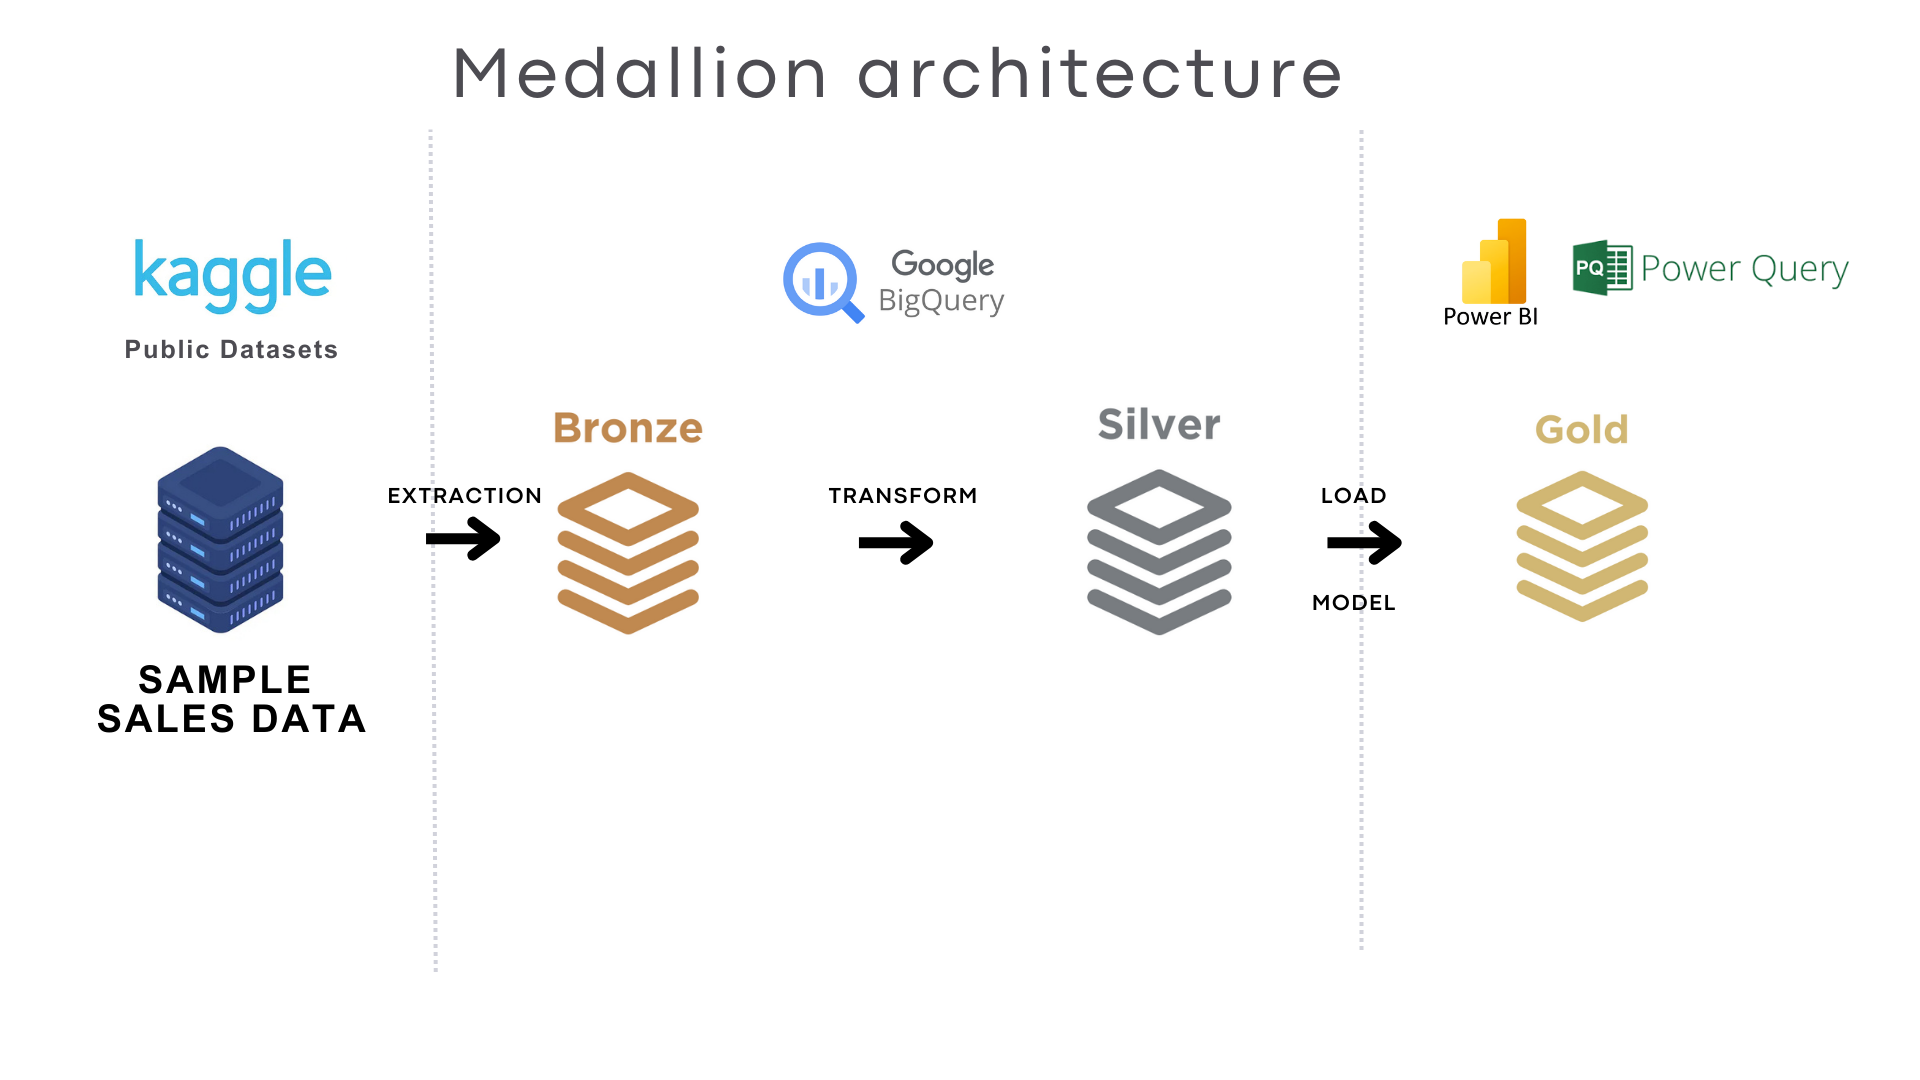 Medallion architecture
kaggle
Public Datasets
SAMPLE
SALES DATA
EXTRACTION
Google
BigQuery
Bronze
TRANSFORM
Silver
LOAD
MODEL
Power BI
PQ
Power Query
Gold